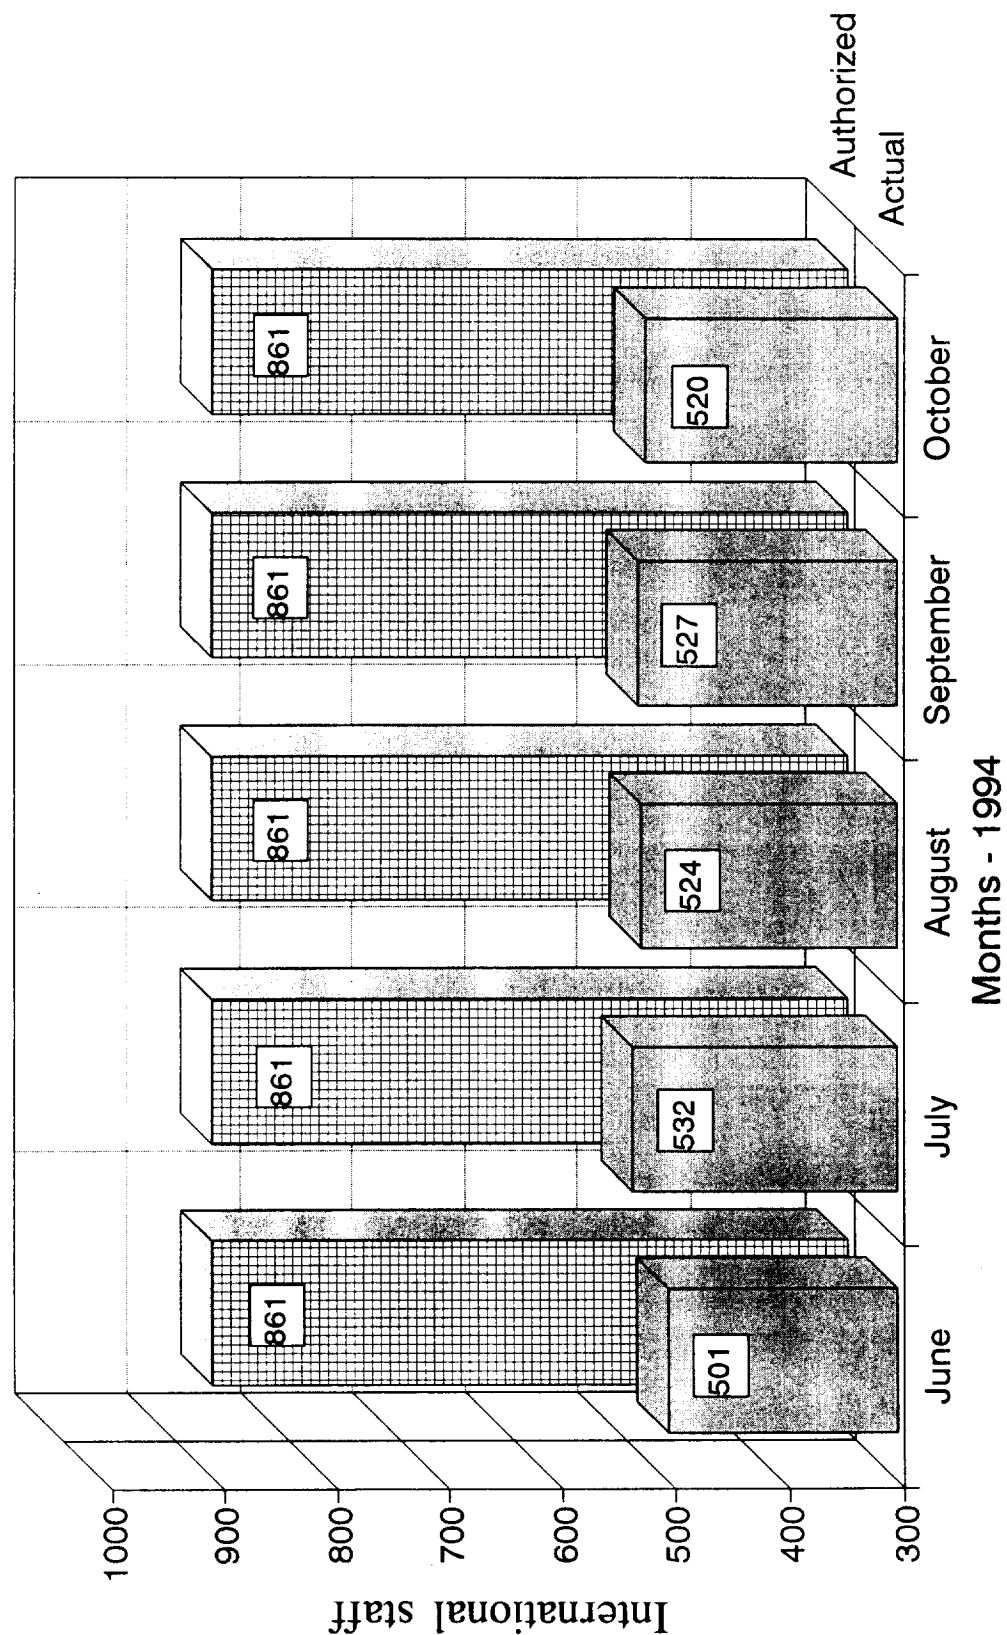 International staff
1000
900
800
700
600
500
400
300
861
861
861
861
861
501
532
524
527
520
Authorized
Actual
June
July
August
September
October
Months - 1994